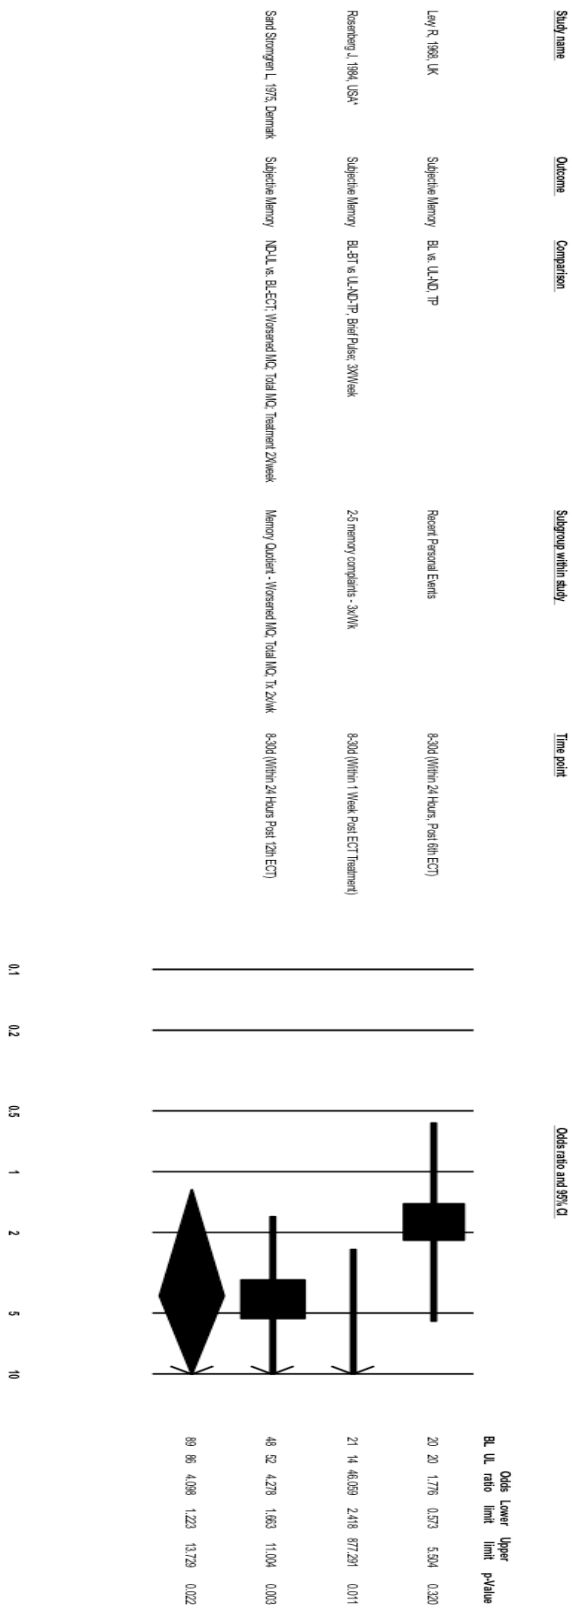 Study name Outcome Comparison Subgroup within study Time point Odds ratio and 95% CI
Odds Lower Upper
BL UL ratio limit limit p-Value
Levy R, 1968, UK Subjective Memory BL vs. UL-ND, TP Recent Personal Events 8-30d (Within 24 Hours, Post 6th ECT) 20 20 1.776 0.573 5.504 0.320
Rosenberg J, 1984, USA* Subjective Memory BL-BT vs UL-ND-TP; Brief Pulse; 3X/Week 2-5 memory complaints - 3x/Wk 8-30d (Within 1 Week Post ECT Treatment) 21 14 46.059 2.418 877.291 0.011
Sand Stromgren L, 1975, Denmark Subjective Memory ND-UL vs. BL-ECT; Worsened MQ; Total MQ; Treatment 2X/week Memory Quotient - Worsened MQ; Total MQ; Tx 2x/wk 8-30d (Within 24 Hours Post 12th ECT) 48 52 4.278 1.663 11.004 0.003
89 86 4.098 1.223 13.729 0.022
0.1 0.2 0.5 1 2 5 10